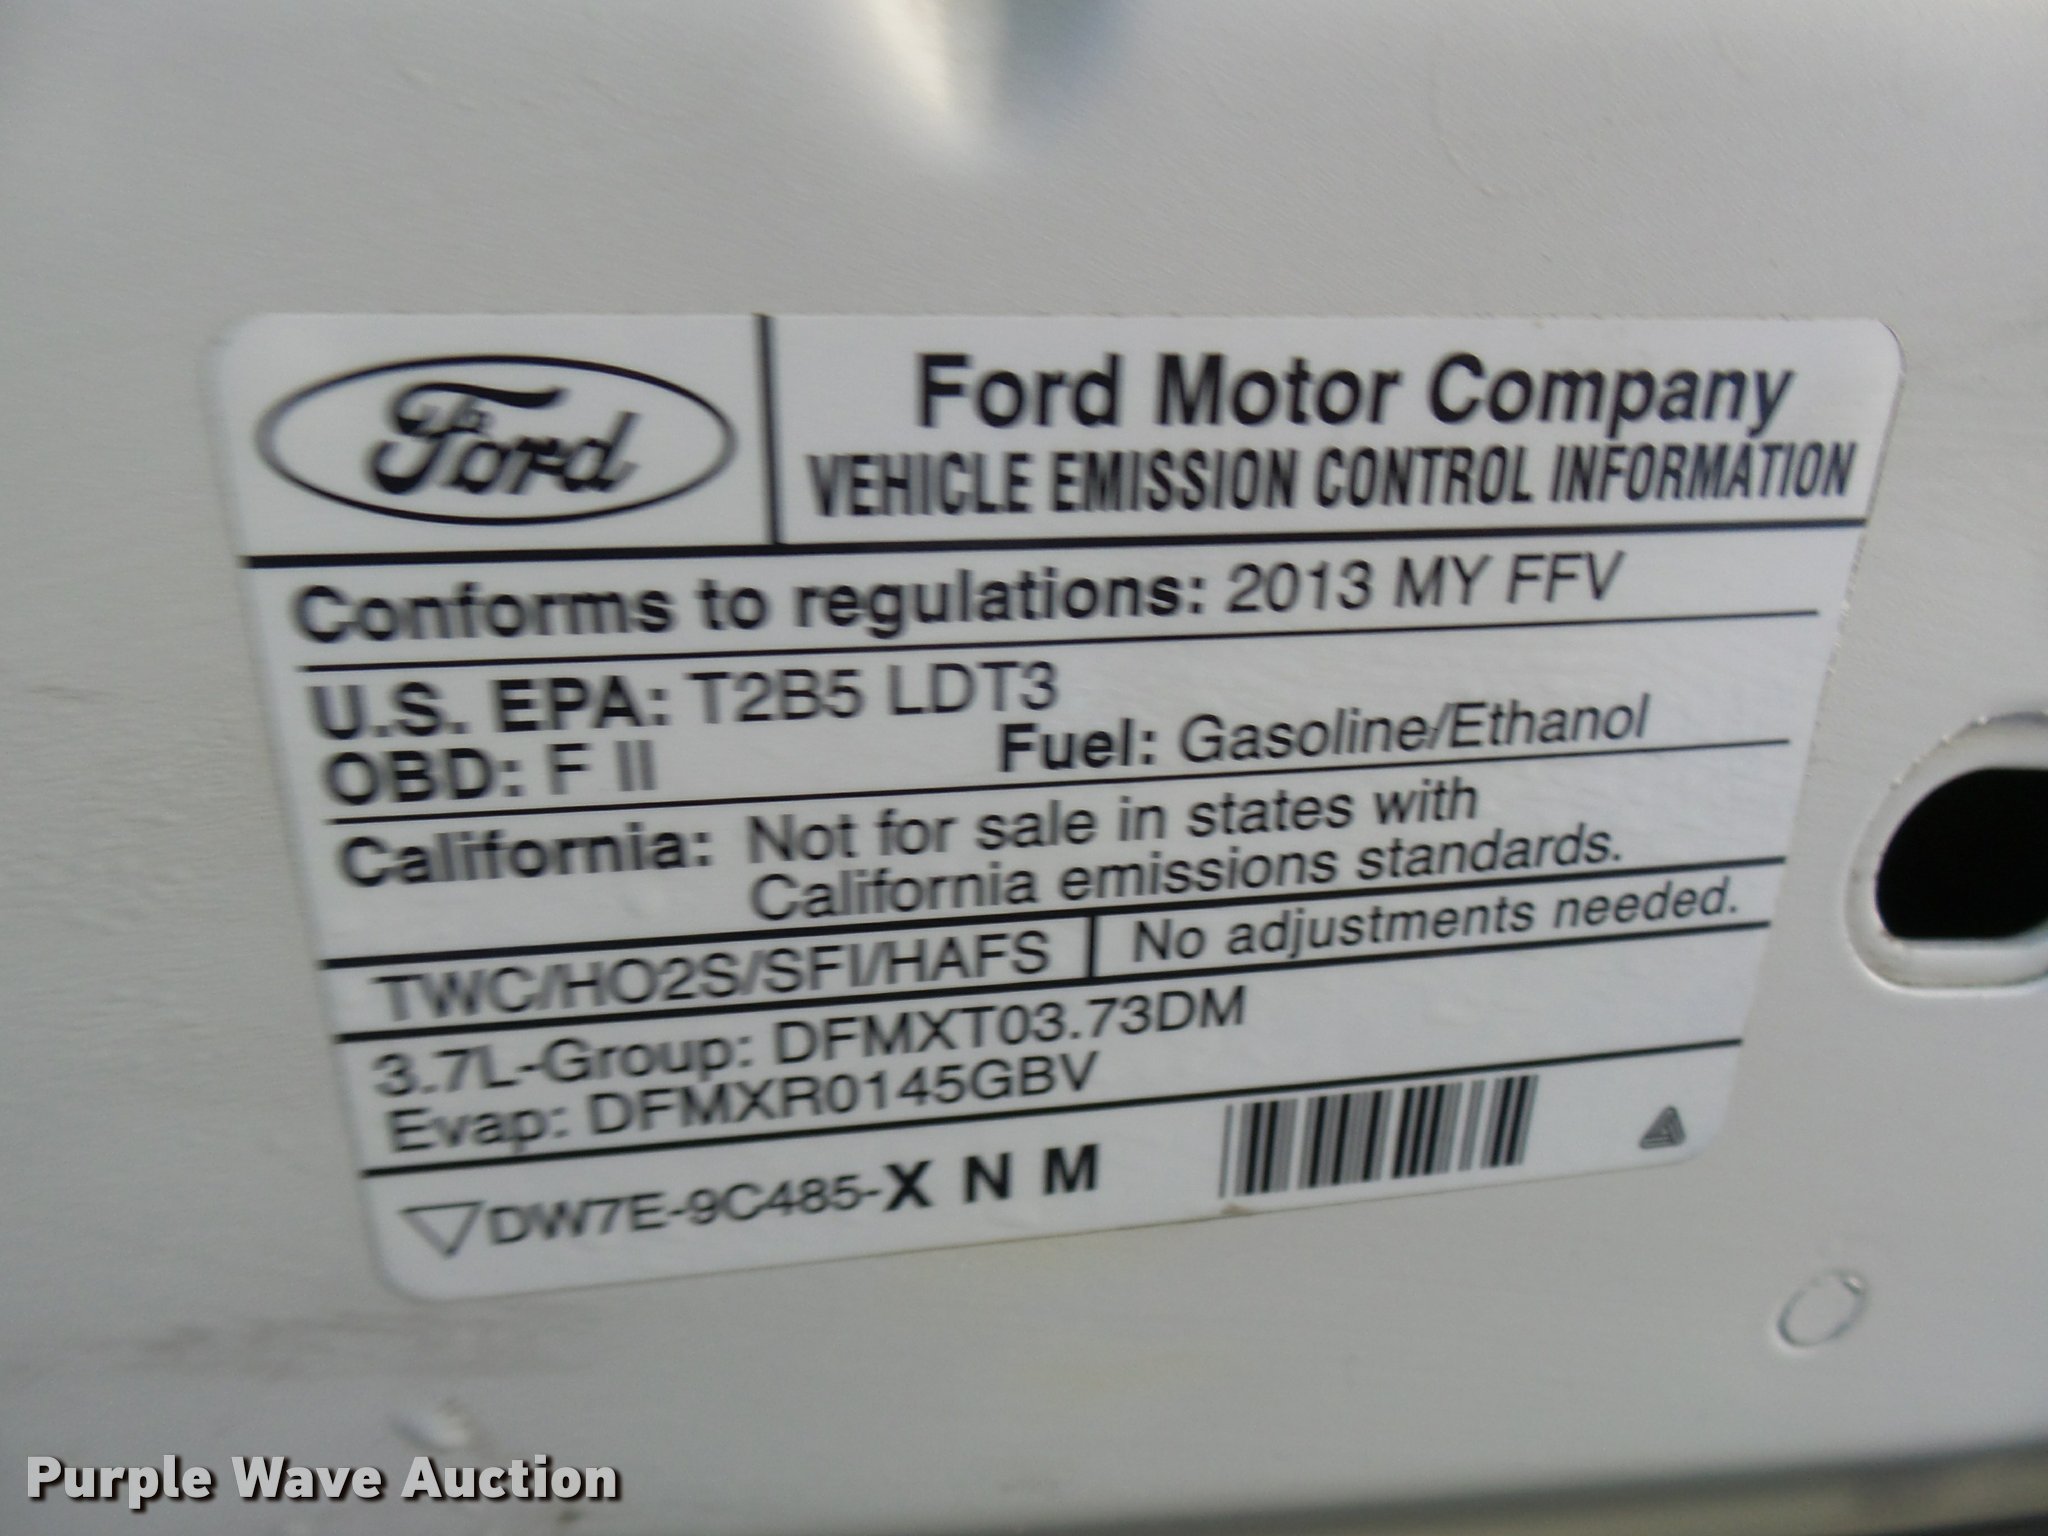 Ford
Ford Motor Company
VEHICLE EMISSION CONTROL INFORMATION
Conforms to regulations: 2013 MY FFV
U.S. EPA: T2B5 LDT3
OBD: F II
Fuel: Gasoline/Ethanol
California: Not for sale in states with
California emissions standards.
TWC/HO2S/SFI/HAFS
No adjustments needed.
3.7L-Group: DFMXT03.73DM
Evap: DFMXR0145GBV
DW7E-9C485-X N M
Purple Wave Auction